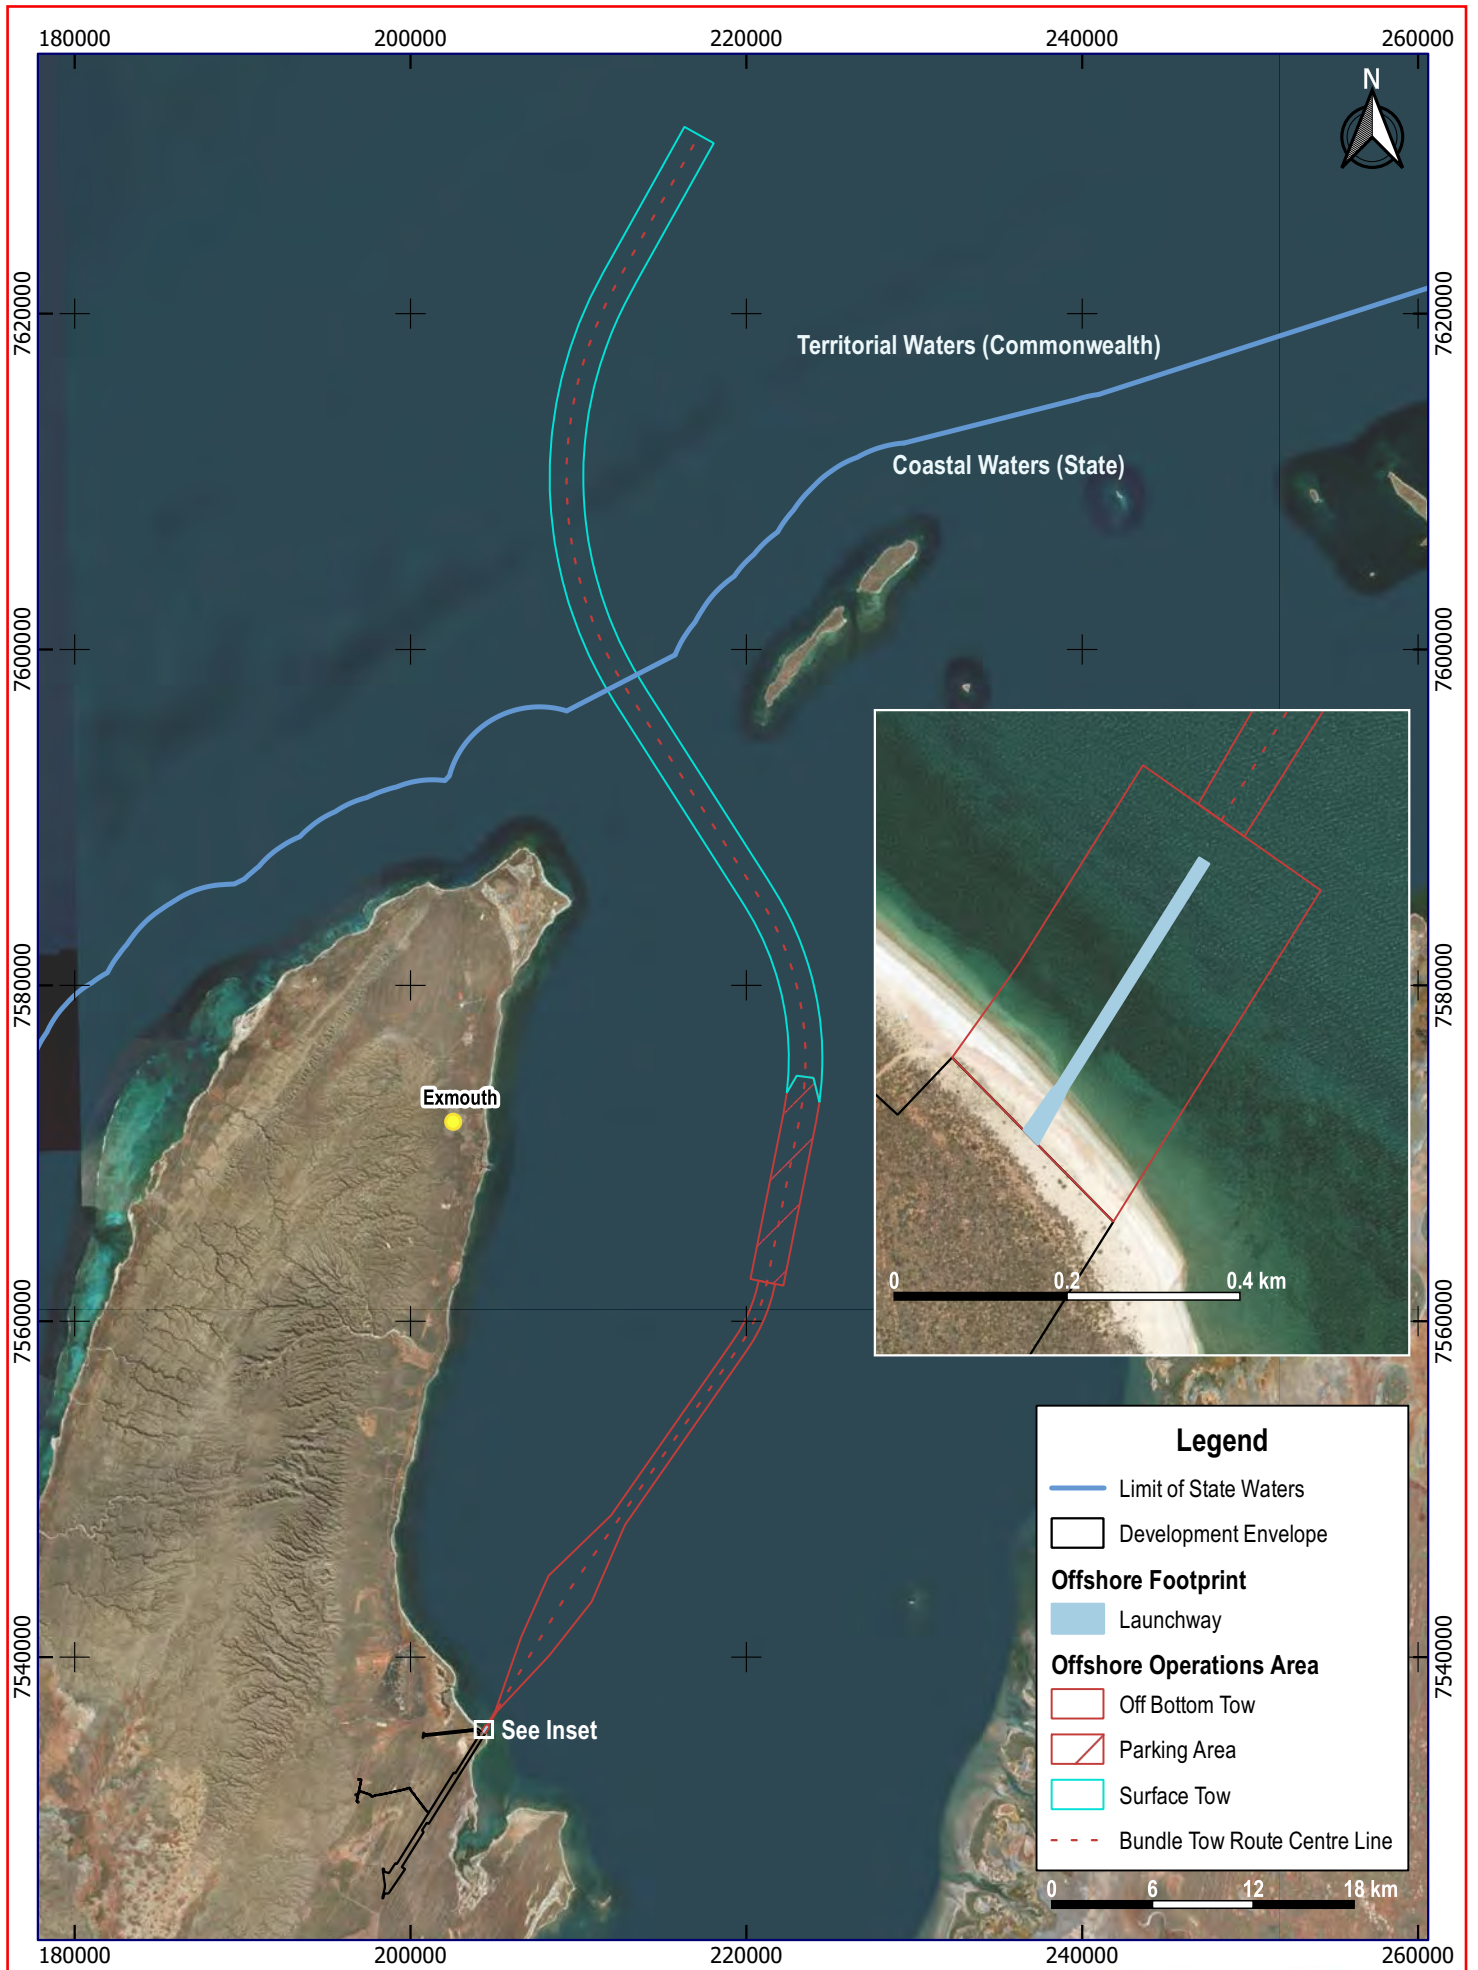 180000 200000 220000 240000 260000
N
7620000 7620000
Territorial Waters (Commonwealth)
Coastal Waters (State)
7600000 7600000
7580000 7580000
Exmouth
0 0.2 0.4 km
7560000 7560000
Legend
Limit of State Waters
Development Envelope
Offshore Footprint
Launchway
7540000 7540000
Offshore Operations Area
Off Bottom Tow
See Inset
Parking Area
Surface Tow
Bundle Tow Route Centre Line
0 6 12 18 km
180000 200000 220000 240000 260000